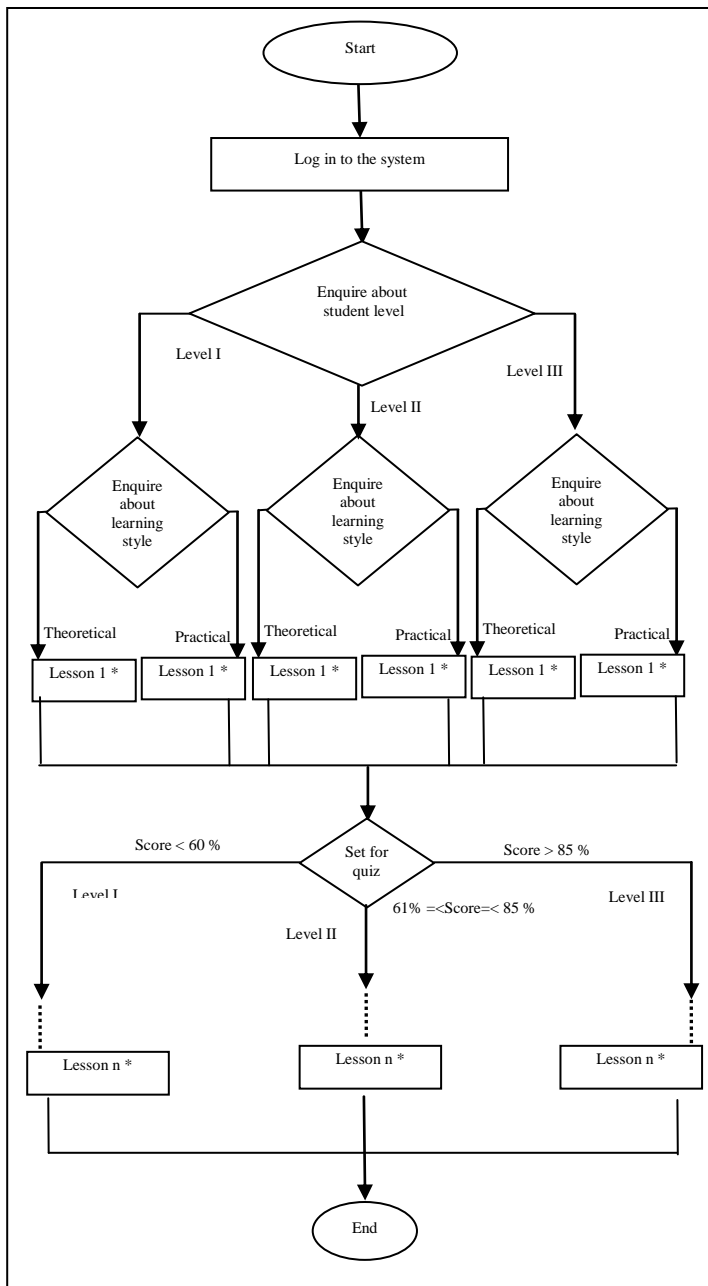 Start
Log in to the system
Enquire about
student level
Level I
Level II
Level III
Enquire
about
learning
style
Enquire
about
learning
style
Enquire
about
learning
style
Theoretical
Practical
Theoretical
Practical
Theoretical
Practical
Lesson 1 *
Lesson 1 *
Lesson 1 *
Lesson 1 *
Lesson 1 *
Lesson 1 *
Score < 60 %
Set for
quiz
Score > 85 %
Level I
61% =<Score=< 85 %
Level II
Level III
Lesson n *
Lesson n *
Lesson n *
End